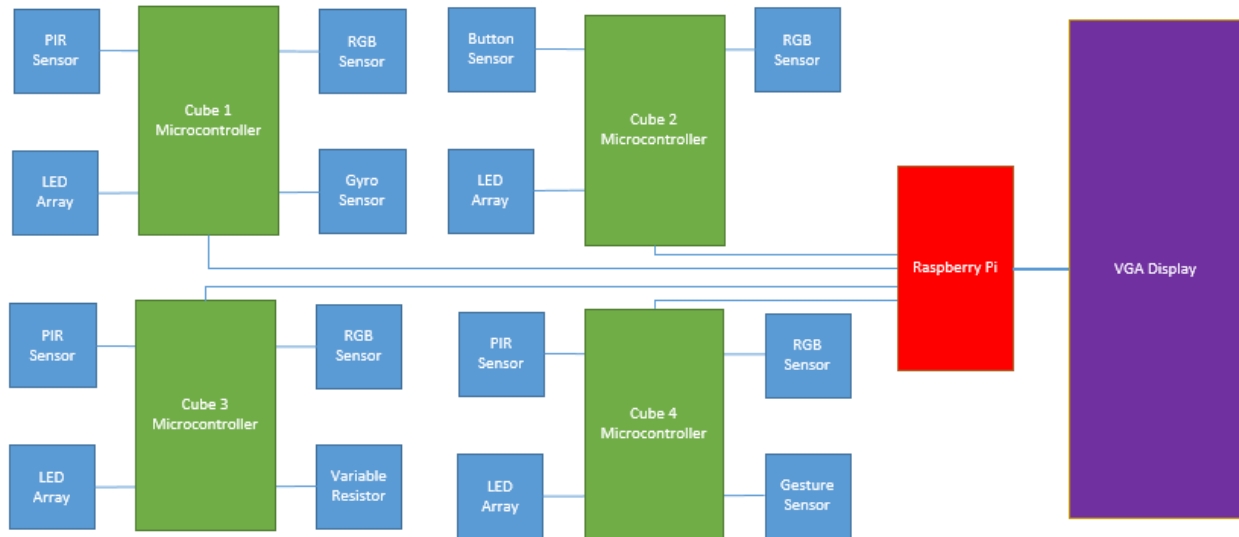 PIR
Sensor
RGB
Sensor
Cube 1
Microcontroller
LED
Array
Gyro
Sensor
Button
Sensor
RGB
Sensor
Cube 2
Microcontroller
LED
Array
PIR
Sensor
RGB
Sensor
Cube 3
Microcontroller
LED
Array
Variable
Resistor
PIR
Sensor
RGB
Sensor
Cube 4
Microcontroller
LED
Array
Gesture
Sensor
Raspberry Pi
VGA Display